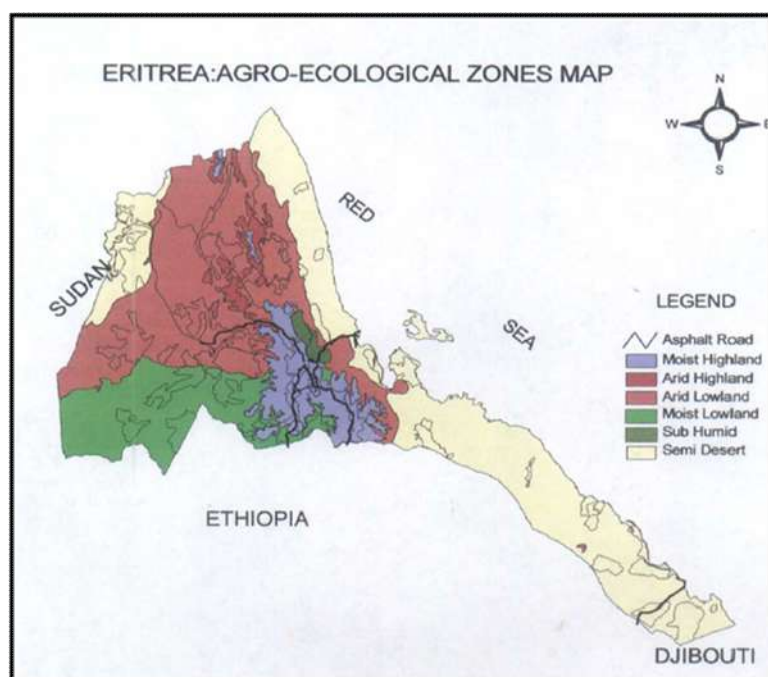 ERITREA:AGRO-ECOLOGICAL ZONES MAP
N
W
E
S
RED
SEA
SUDAN
ETHIOPIA
DJIBOUTI
LEGEND
Asphalt Road
Moist Highland
Arid Highland
Arid Lowland
Moist Lowland
Sub Humid
Semi Desert